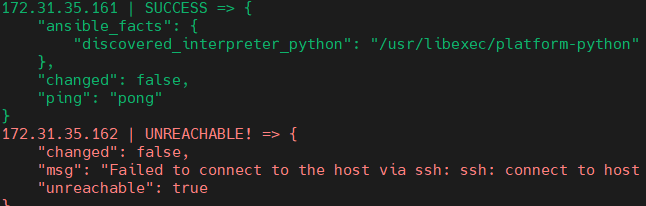 172.31.35.161 | SUCCESS => {
    "ansible_facts": {
        "discovered_interpreter_python": "/usr/libexec/platform-python"
    },
    "changed": false,
    "ping": "pong"
}
172.31.35.162 | UNREACHABLE! => {
    "changed": false,
    "msg": "Failed to connect to the host via ssh: ssh: connect to host
    "unreachable": true
}